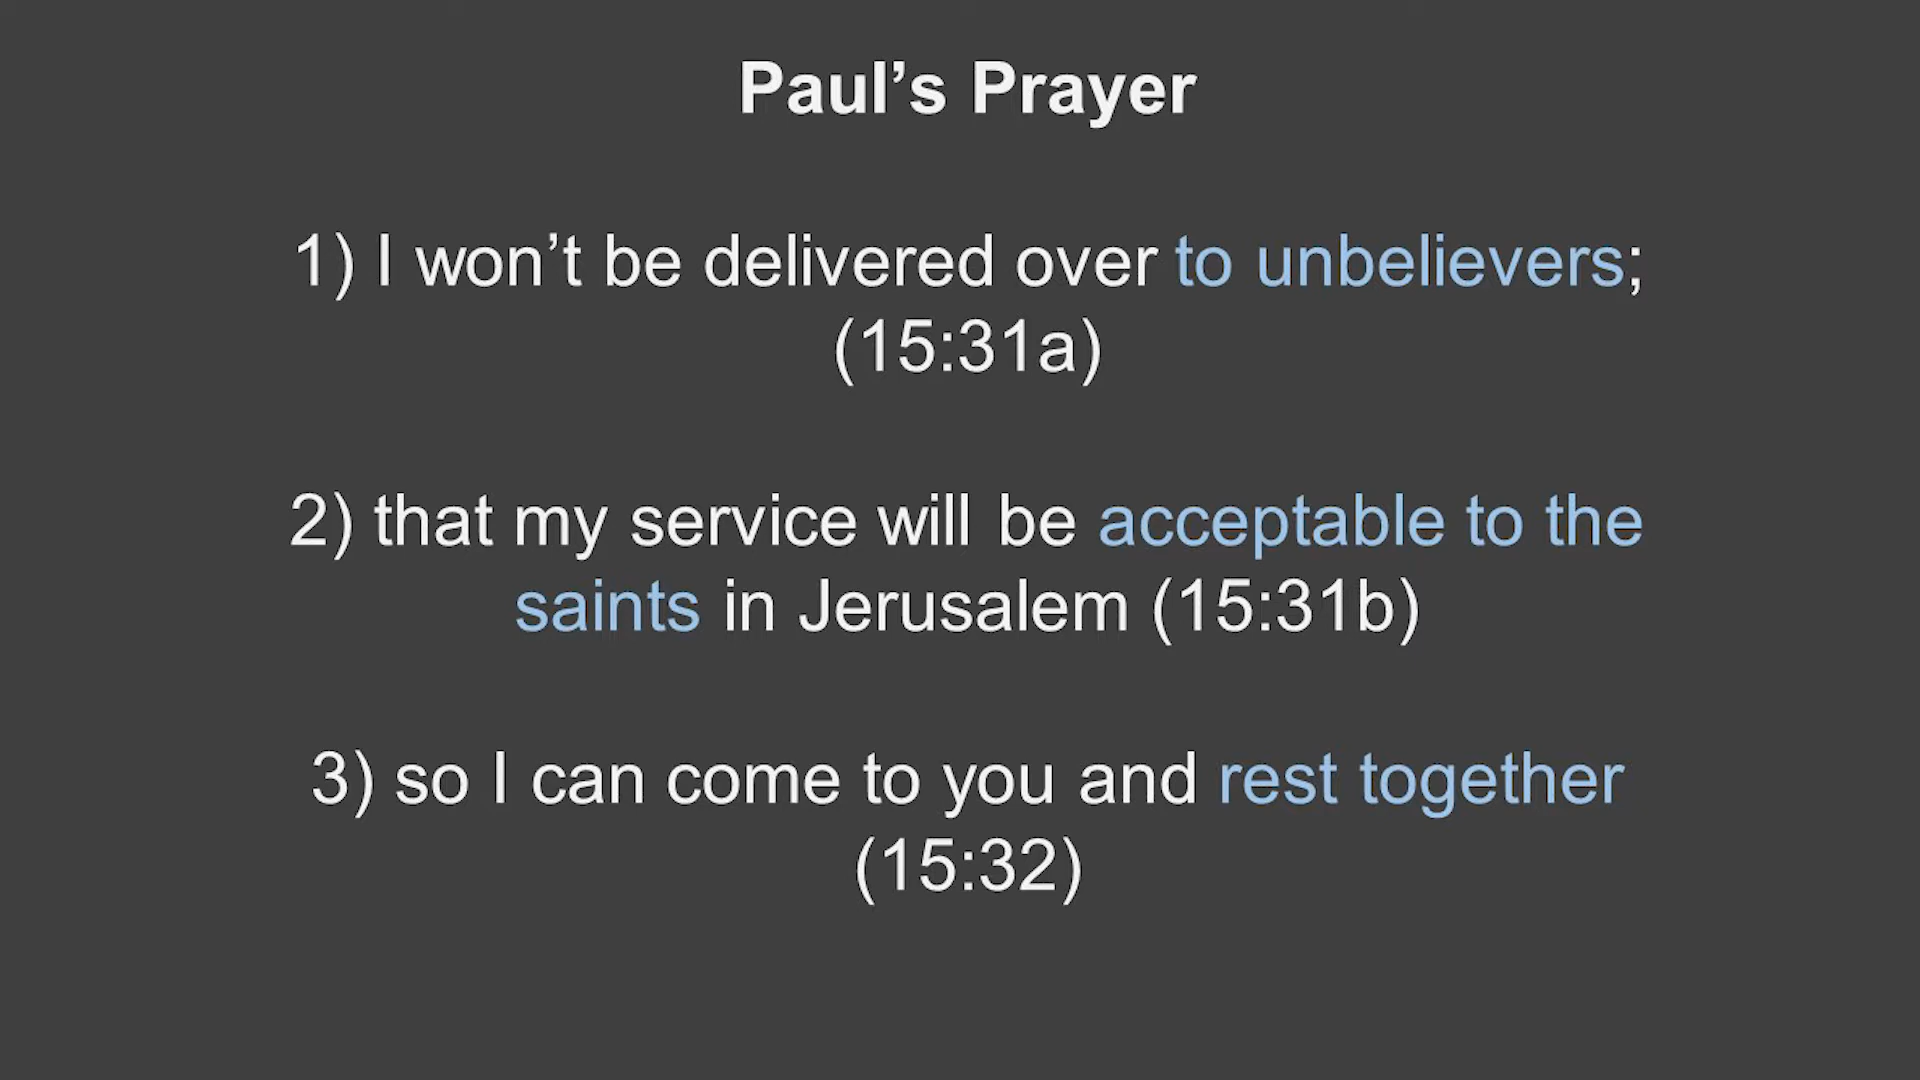 Paul’s Prayer
1) I won’t be delivered over to unbelievers;
(15:31a)
2) that my service will be acceptable to the
saints in Jerusalem (15:31b)
3) so I can come to you and rest together
(15:32)